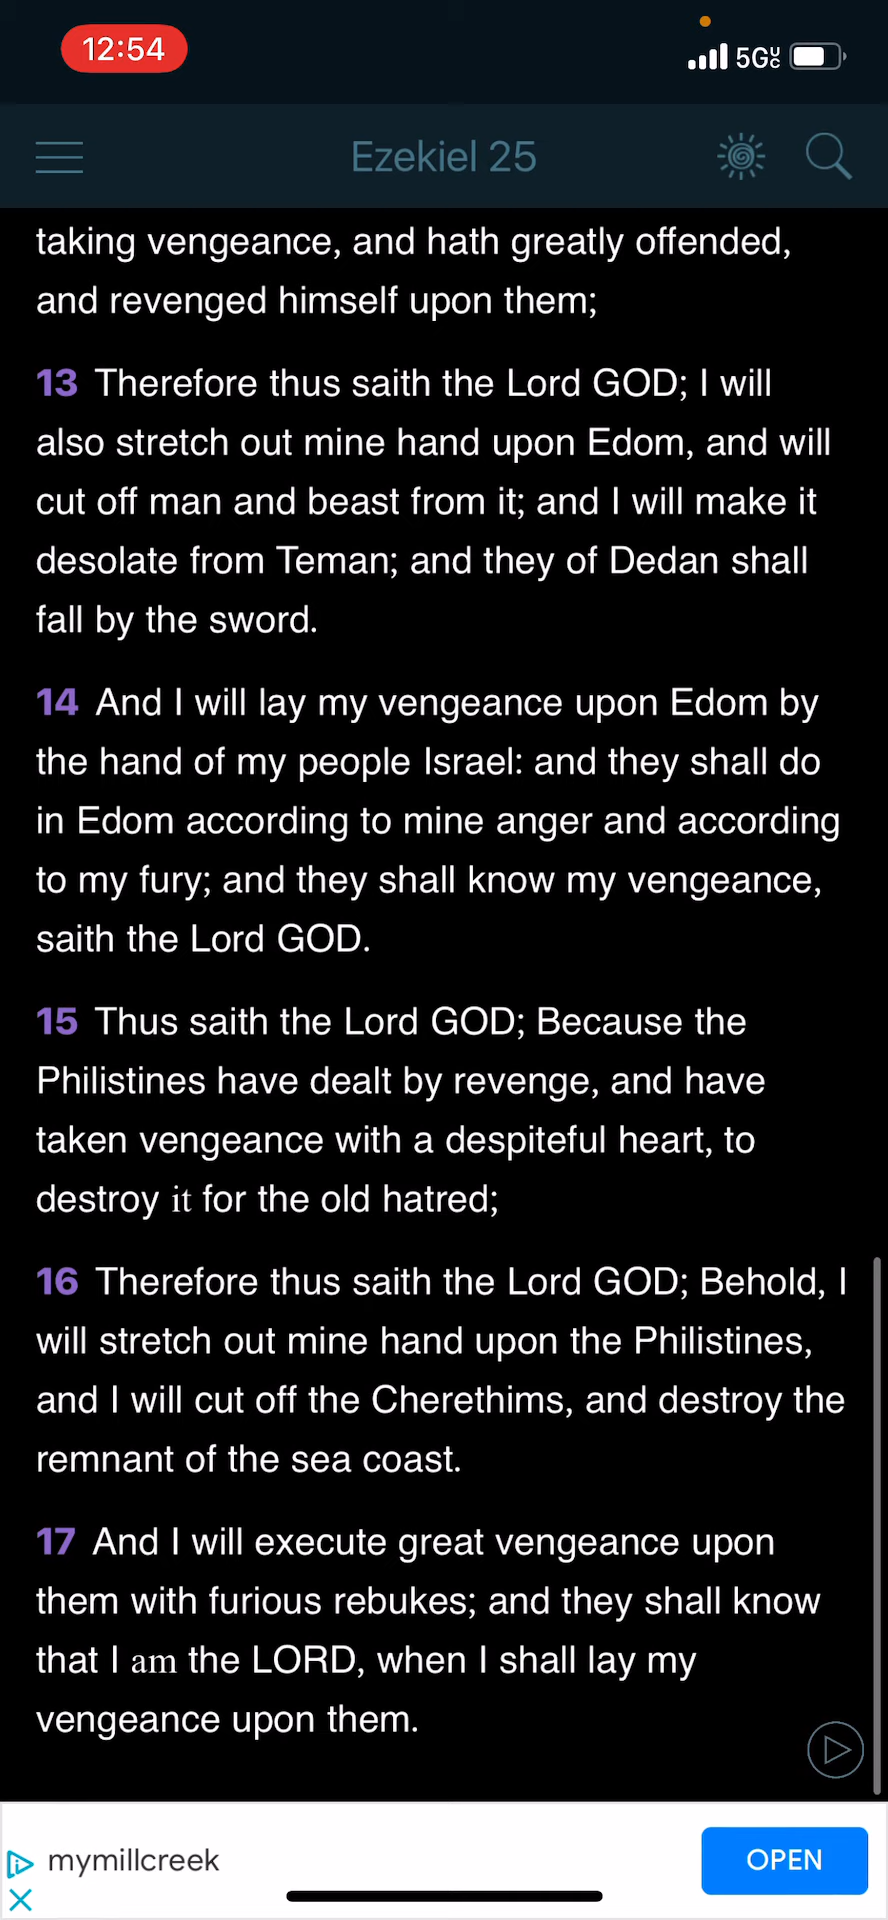 12:54
5GUC
Ezekiel 25
taking vengeance, and hath greatly offended,
and revenged himself upon them;
13 Therefore thus saith the Lord GOD; I will
also stretch out mine hand upon Edom, and will
cut off man and beast from it; and I will make it
desolate from Teman; and they of Dedan shall
fall by the sword.
14 And I will lay my vengeance upon Edom by
the hand of my people Israel: and they shall do
in Edom according to mine anger and according
to my fury; and they shall know my vengeance,
saith the Lord GOD.
15 Thus saith the Lord GOD; Because the
Philistines have dealt by revenge, and have
taken vengeance with a despiteful heart, to
destroy it for the old hatred;
16 Therefore thus saith the Lord GOD; Behold, I
will stretch out mine hand upon the Philistines,
and I will cut off the Cherethims, and destroy the
remnant of the sea coast.
17 And I will execute great vengeance upon
them with furious rebukes; and they shall know
that I am the LORD, when I shall lay my
vengeance upon them.
mymillcreek
OPEN